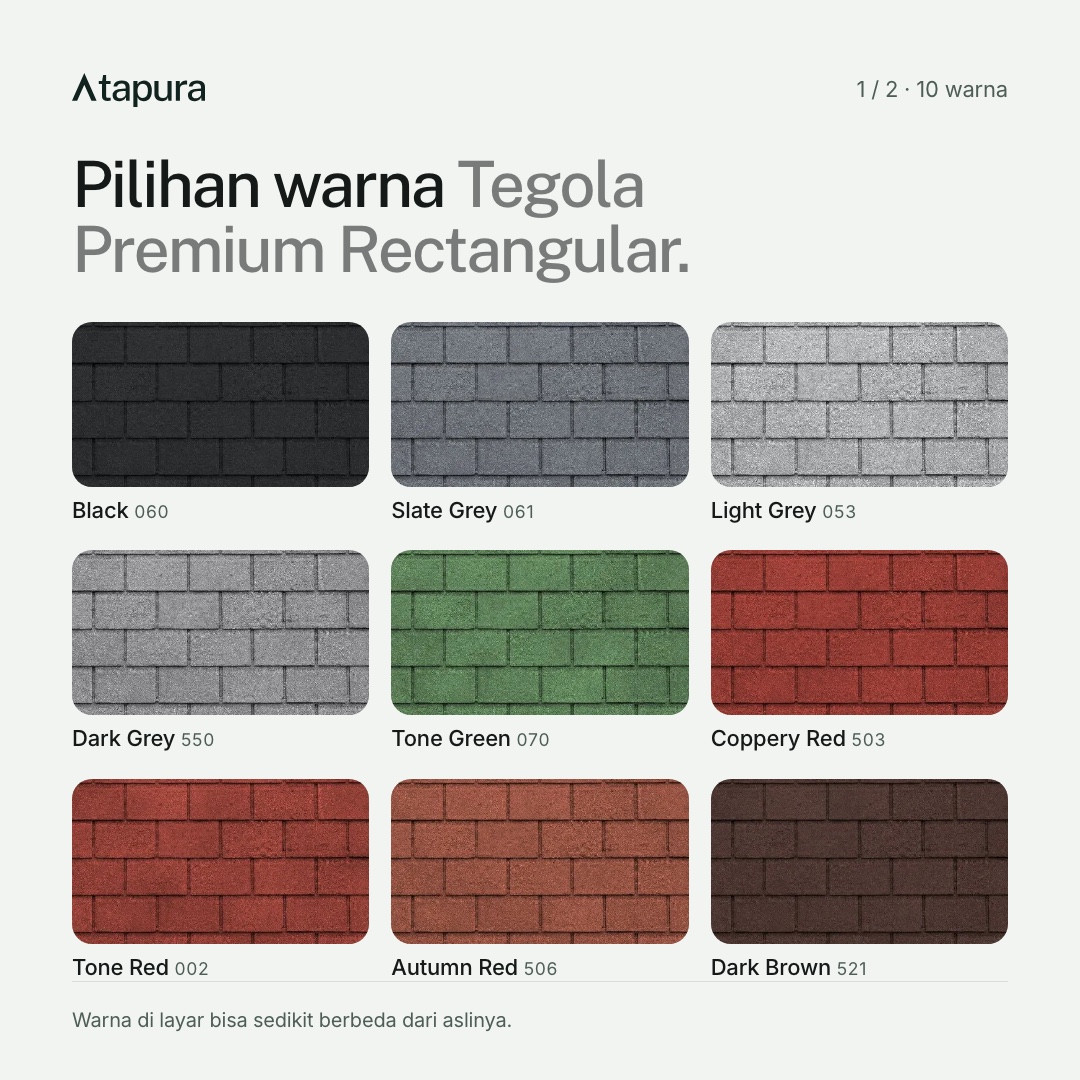 Atapura
1 / 2 · 10 warna
Pilihan warna Tegola
Premium Rectangular.
Black 060
Slate Grey 061
Light Grey 053
Dark Grey 550
Tone Green 070
Coppery Red 503
Tone Red 002
Autumn Red 506
Dark Brown 521
Warna di layar bisa sedikit berbeda dari aslinya.